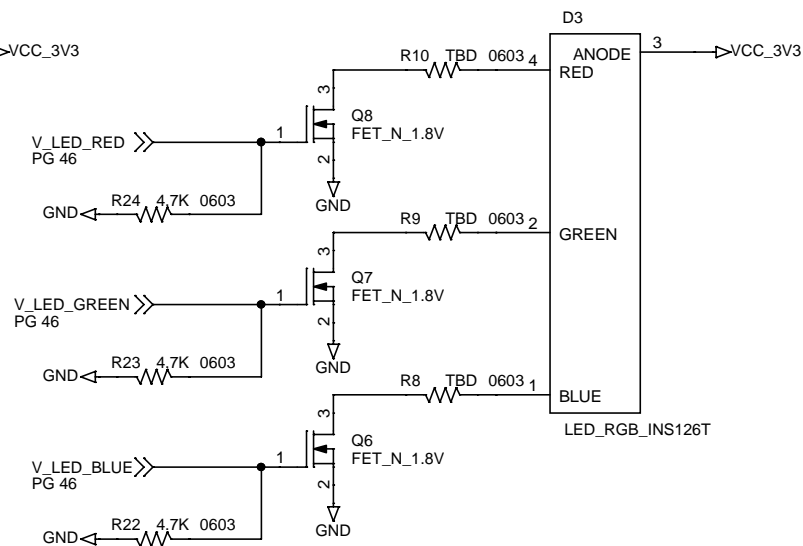 D3
VCC_3V3
R10 TBD 0603 4 ANODE 3 VCC_3V3
RED
3
Q8
FET_N_1.8V
1
V_LED_RED
PG 46
2
GND
R24 4.7K 0603
GND
R9 TBD 0603 2
GREEN
3
Q7
FET_N_1.8V
1
V_LED_GREEN
PG 46
2
GND
R23 4.7K 0603
GND
R8 TBD 0603 1
BLUE
LED_RGB_INS126T
3
Q6
FET_N_1.8V
1
V_LED_BLUE
PG 46
2
GND
R22 4.7K 0603
GND